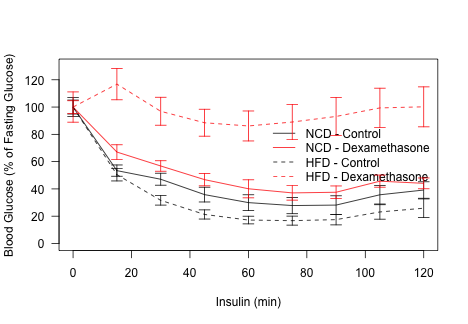 Blood Glucose (% of Fasting Glucose)
120
100
80
60
40
20
0
NCD - Control
NCD - Dexamethasone
HFD - Control
HFD - Dexamethasone
0 20 40 60 80 100 120
Insulin (min)